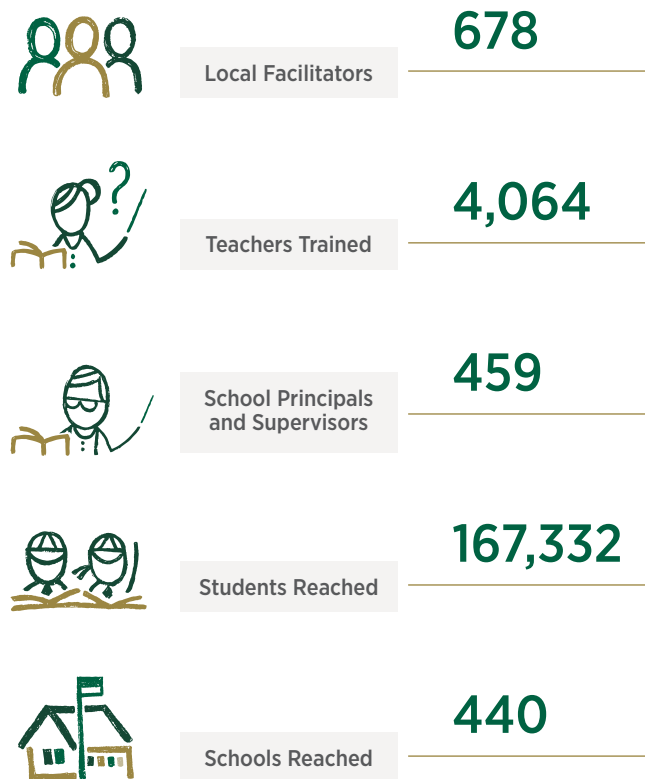 678
Local Facilitators
?
4,064
Teachers Trained
459
School Principals
and Supervisors
167,332
Students Reached
440
Schools Reached